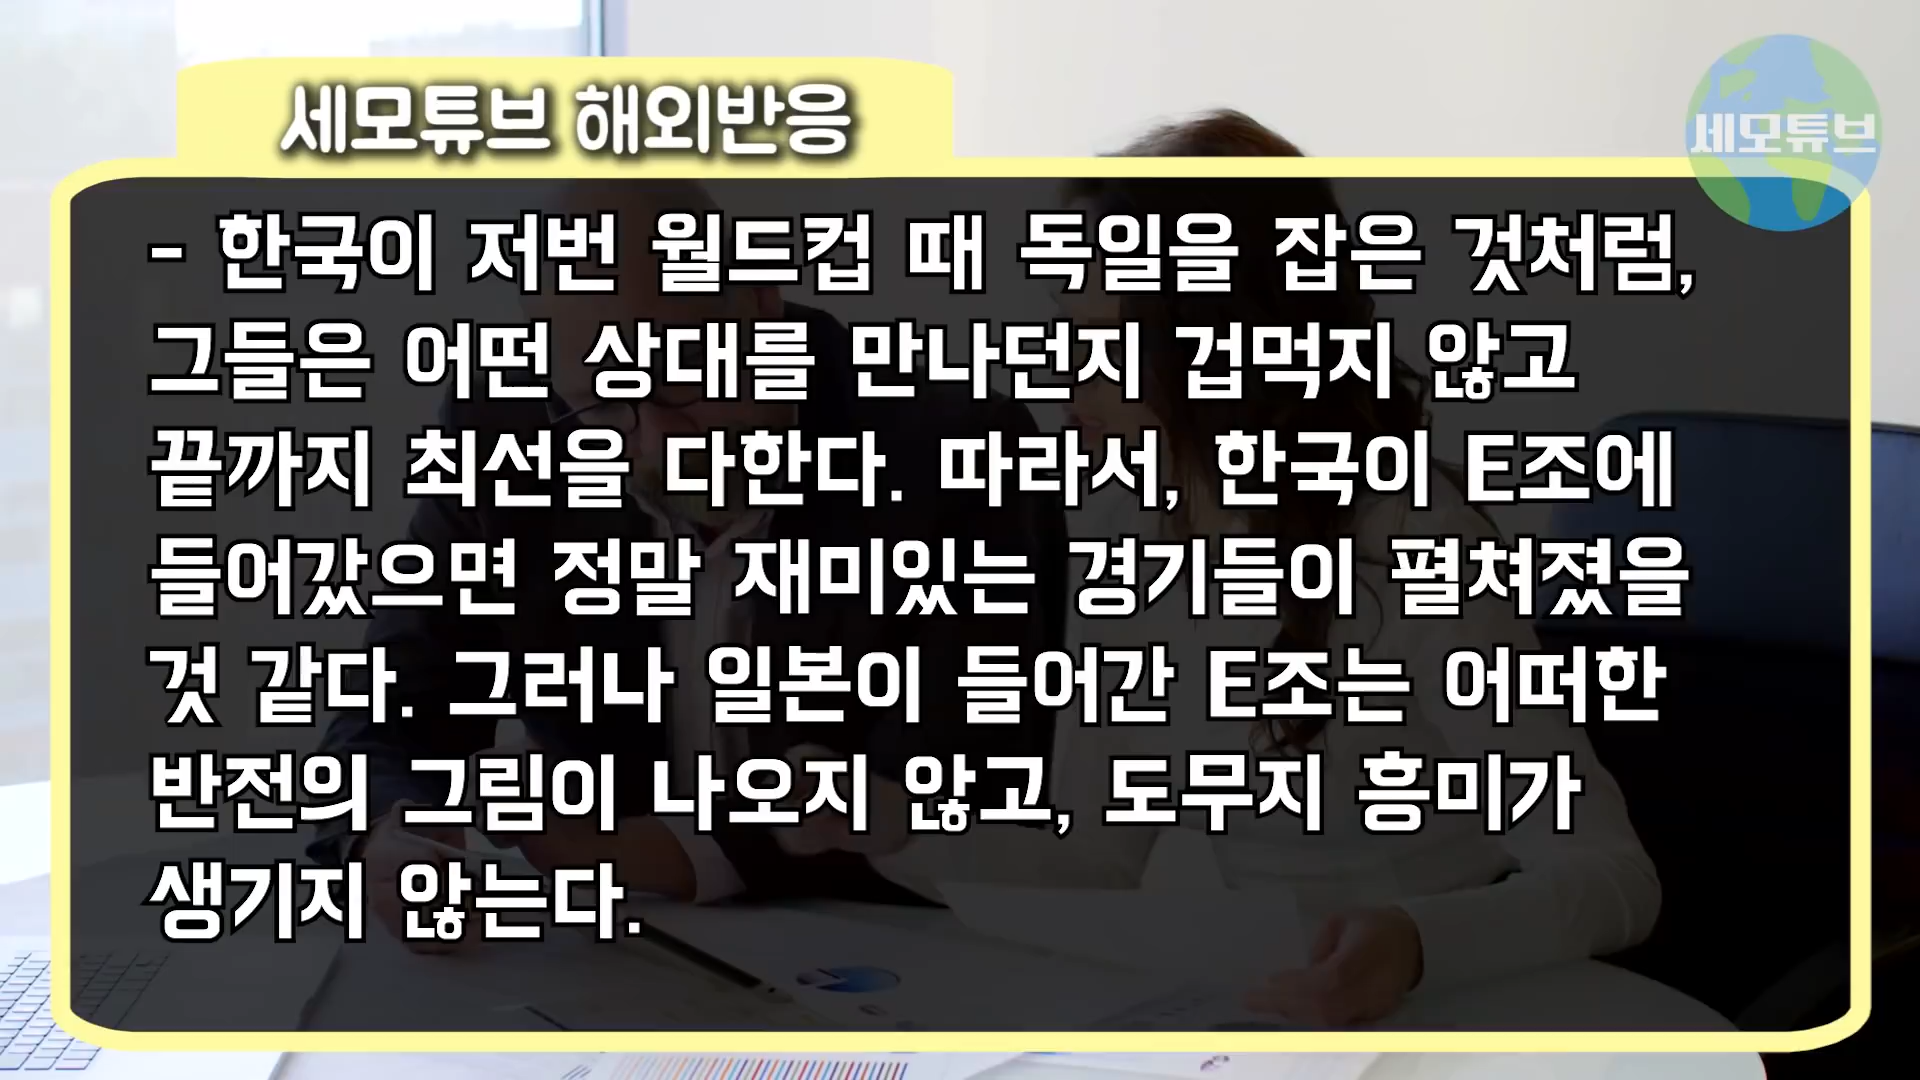 세모튜브 해외반응
세모튜브
- 한국이 저번 월드컵 때 독일을 잡은 것처럼,
그들은 어떤 상대를 만나던지 겁먹지 않고
끝까지 최선을 다한다. 따라서, 한국이 E조에
들어갔으면 정말 재미있는 경기들이 펼쳐졌을
것 같다. 그러나 일본이 들어간 E조는 어떠한
반전의 그림이 나오지 않고, 도무지 흥미가
생기지 않는다.